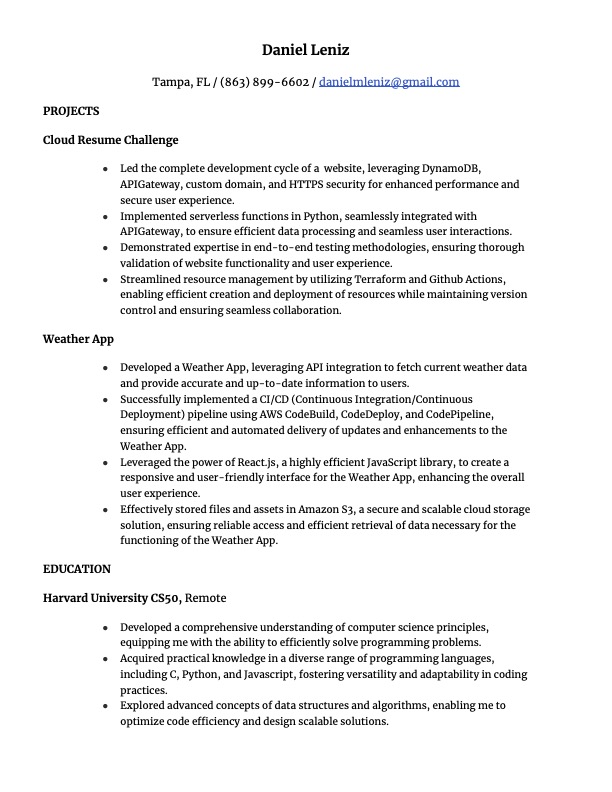 Daniel Leniz
Tampa, FL / (863) 899-6602 / danielmleniz@gmail.com
PROJECTS
Cloud Resume Challenge
● Led the complete development cycle of a  website, leveraging DynamoDB,
APIGateway, custom domain, and HTTPS security for enhanced performance and
secure user experience.
● Implemented serverless functions in Python, seamlessly integrated with
APIGateway, to ensure efficient data processing and seamless user interactions.
● Demonstrated expertise in end-to-end testing methodologies, ensuring thorough
validation of website functionality and user experience.
● Streamlined resource management by utilizing Terraform and Github Actions,
enabling efficient creation and deployment of resources while maintaining version
control and ensuring seamless collaboration.
Weather App
● Developed a Weather App, leveraging API integration to fetch current weather data
and provide accurate and up-to-date information to users.
● Successfully implemented a CI/CD (Continuous Integration/Continuous
Deployment) pipeline using AWS CodeBuild, CodeDeploy, and CodePipeline,
ensuring efficient and automated delivery of updates and enhancements to the
Weather App.
● Leveraged the power of React.js, a highly efficient JavaScript library, to create a
responsive and user-friendly interface for the Weather App, enhancing the overall
user experience.
● Effectively stored files and assets in Amazon S3, a secure and scalable cloud storage
solution, ensuring reliable access and efficient retrieval of data necessary for the
functioning of the Weather App.
EDUCATION
Harvard University CS50, Remote
● Developed a comprehensive understanding of computer science principles,
equipping me with the ability to efficiently solve programming problems.
● Acquired practical knowledge in a diverse range of programming languages,
including C, Python, and Javascript, fostering versatility and adaptability in coding
practices.
● Explored advanced concepts of data structures and algorithms, enabling me to
optimize code efficiency and design scalable solutions.